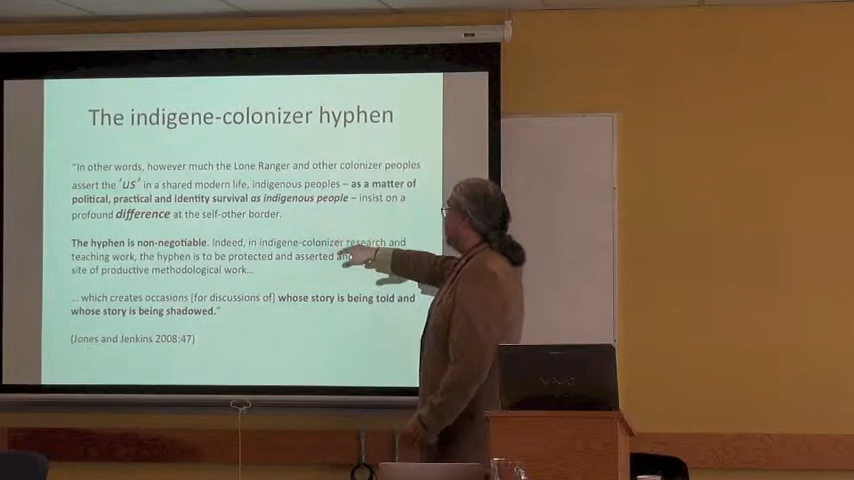 The indigene-colonizer hyphen
"In other words, however much the Lone Ranger and other colonizer peoples
assert the 'us' in a shared modern life, indigenous peoples – as a matter of
political, practical and identity survival as indigenous people – insist on a
profound difference at the self-other border.
The hyphen is non-negotiable. Indeed, in indigene-colonizer research and
teaching work, the hyphen is to be protected and asserted and
site of productive methodological work...
... which creates occasions [for discussions of] whose story is being told and
whose story is being shadowed."
(Jones and Jenkins 2008:47)
VAIO